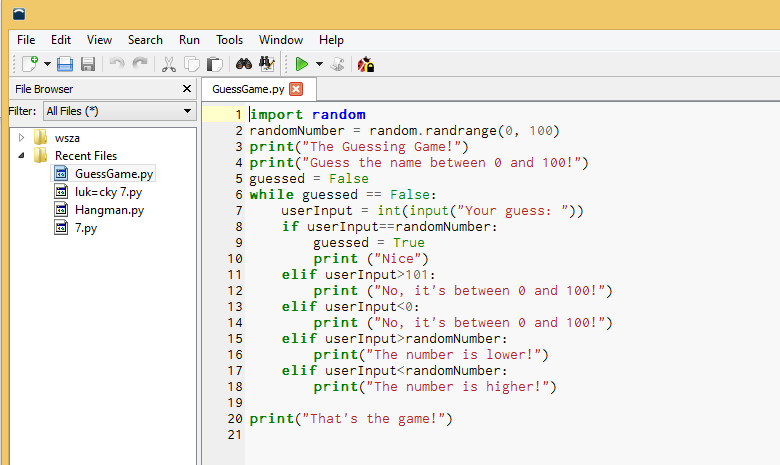 File Edit View Search Run Tools Window Help
File Browser
GuessGame.py
Filter: All Files (*)
wsza
Recent Files
GuessGame.py
luk=cky 7.py
Hangman.py
7.py
1 import random
2 randomNumber = random.randrange(0, 100)
3 print("The Guessing Game!")
4 print("Guess the name between 0 and 100!")
5 guessed = False
6 while guessed == False:
7     userInput = int(input("Your guess: "))
8     if userInput==randomNumber:
9         guessed = True
10         print ("Nice")
11     elif userInput>101:
12         print ("No, it's between 0 and 100!")
13     elif userInput<0:
14         print ("No, it's between 0 and 100!")
15     elif userInput>randomNumber:
16         print("The number is lower!")
17     elif userInput<randomNumber:
18         print("The number is higher!")
19
20 print("That's the game!")
21